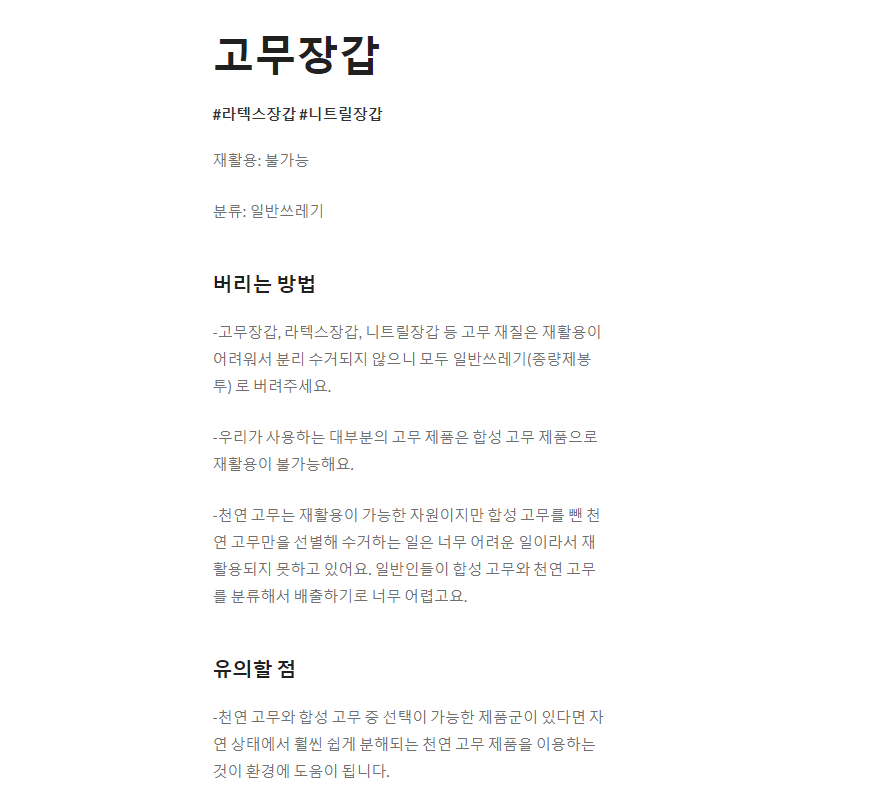 고무장갑
#라텍스장갑 #니트릴장갑
재활용: 불가능
분류: 일반쓰레기
버리는 방법
-고무장갑, 라텍스장갑, 니트릴장갑 등 고무 재질은 재활용이
어려워서 분리 수거되지 않으니 모두 일반쓰레기(종량제봉
투) 로 버려주세요.
-우리가 사용하는 대부분의 고무 제품은 합성 고무 제품으로
재활용이 불가능해요.
-천연 고무는 재활용이 가능한 자원이지만 합성 고무를 뺀 천
연 고무만을 선별해 수거하는 일은 너무 어려운 일이라서 재
활용되지 못하고 있어요. 일반인들이 합성 고무와 천연 고무
를 분류해서 배출하기로 너무 어렵고요.
유의할 점
-천연 고무와 합성 고무 중 선택이 가능한 제품군이 있다면 자
연 상태에서 훨씬 쉽게 분해되는 천연 고무 제품을 이용하는
것이 환경에 도움이 됩니다.